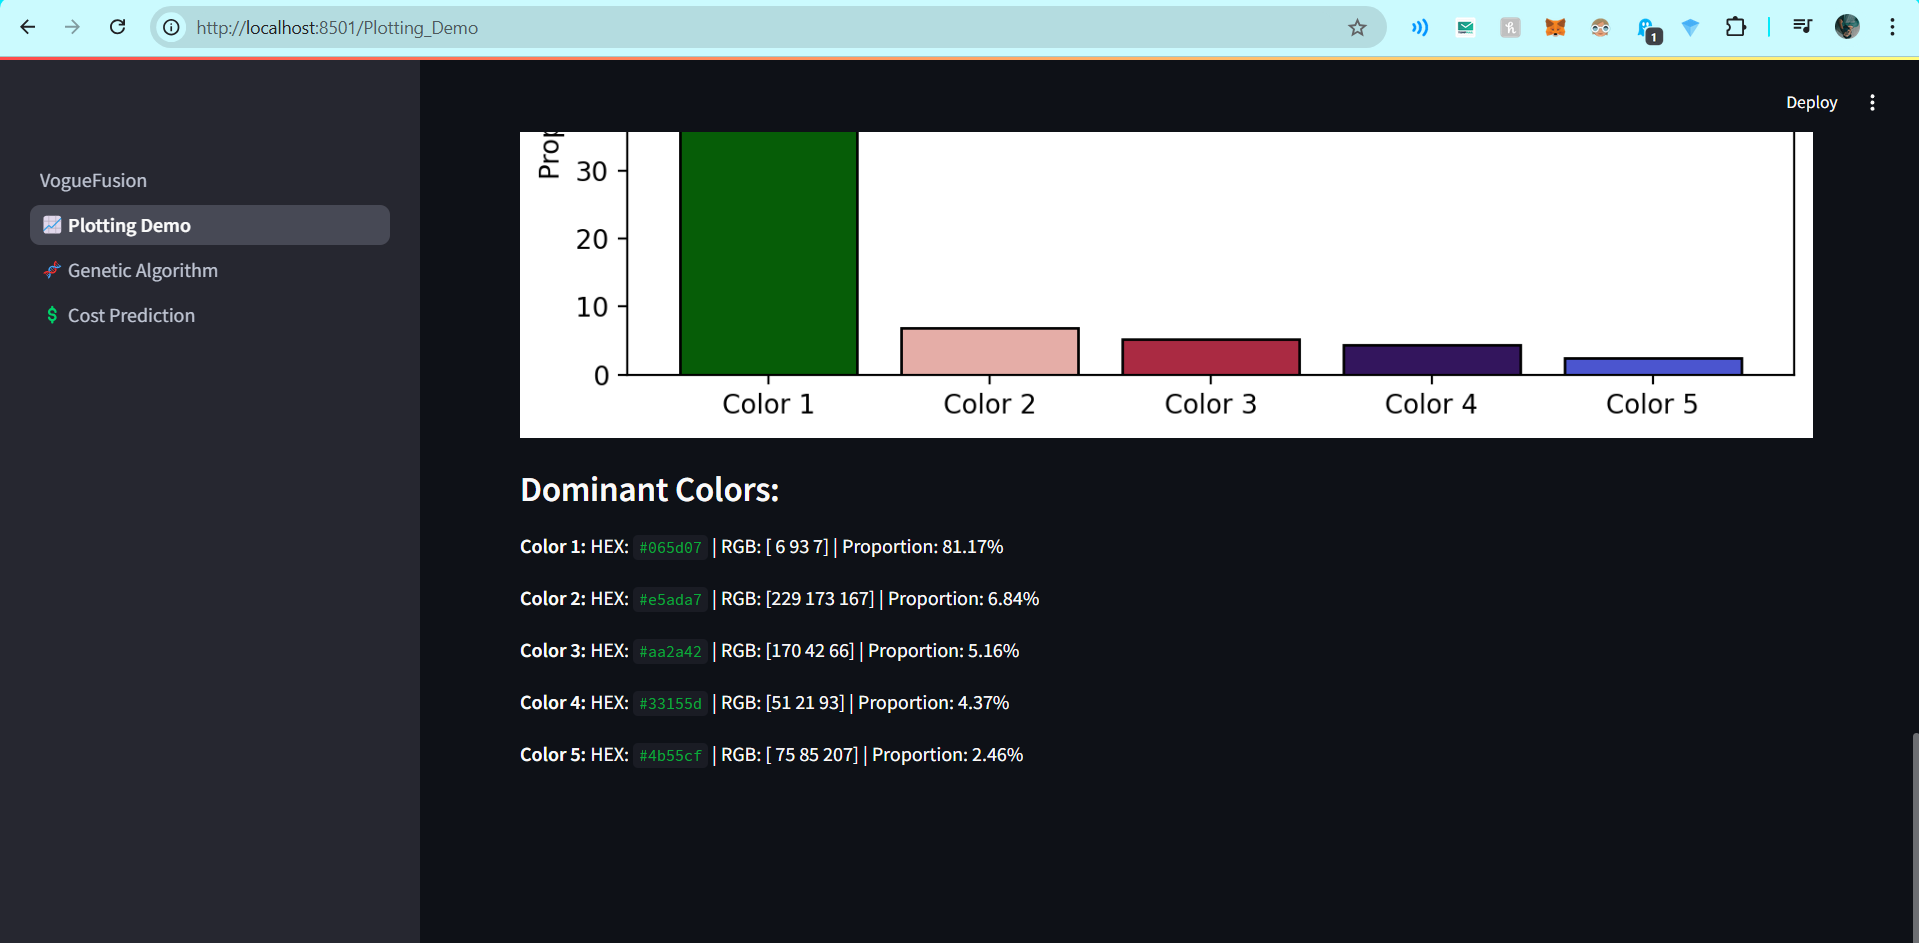 http://localhost:8501/Plotting_Demo
1
Deploy
VogueFusion
Plotting Demo
Genetic Algorithm
$ Cost Prediction
30
20
10
0
Color 1 Color 2 Color 3 Color 4 Color 5
Dominant Colors:
Color 1: HEX: #065d07 | RGB: [ 6 93 7] | Proportion: 81.17%
Color 2: HEX: #e5ada7 | RGB: [229 173 167] | Proportion: 6.84%
Color 3: HEX: #aa2a42 | RGB: [170 42 66] | Proportion: 5.16%
Color 4: HEX: #33155d | RGB: [51 21 93] | Proportion: 4.37%
Color 5: HEX: #4b55cf | RGB: [ 75 85 207] | Proportion: 2.46%